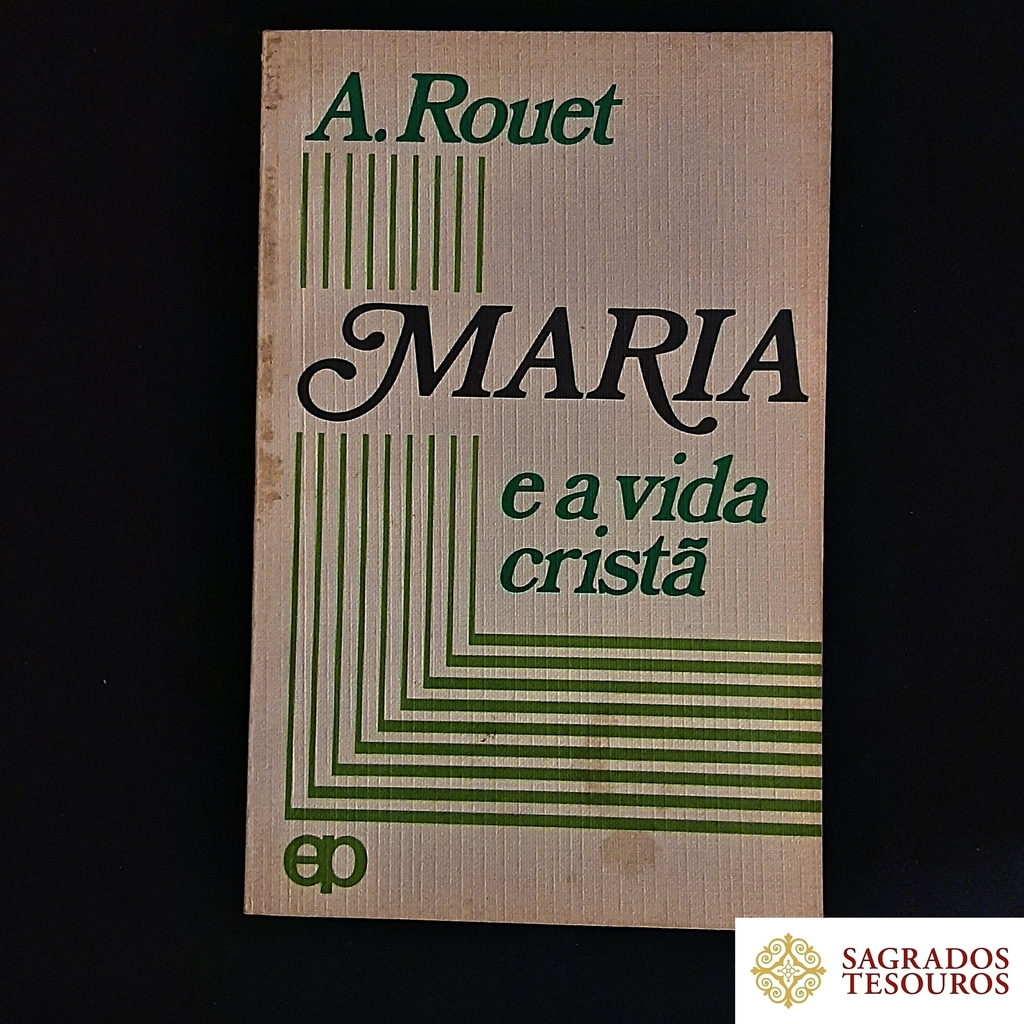 A. Rouet
MARIA
e a vida
cristã
ep
SAGRADOS
TESOUROS